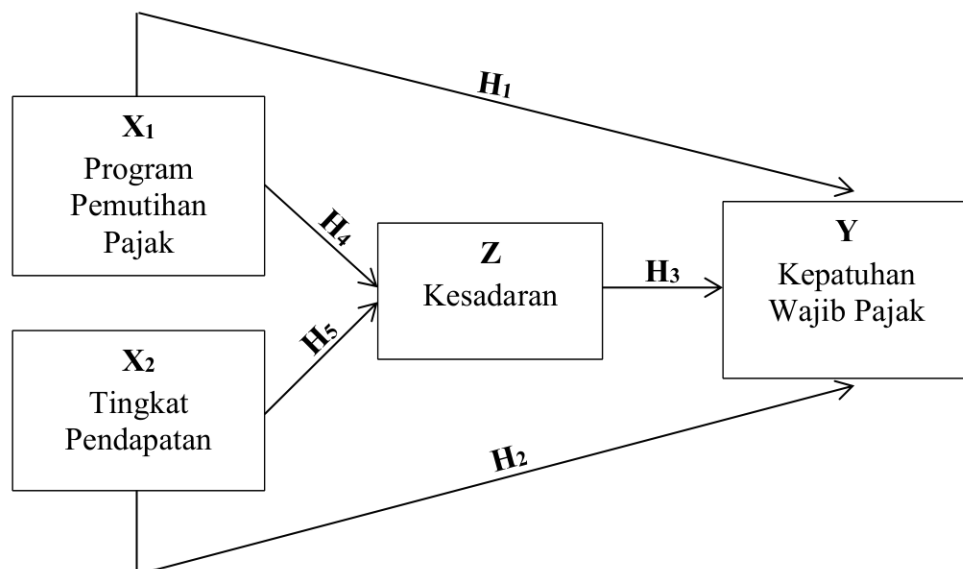 H₁
X₁
Program
Pemutihan
Pajak
H₄
Z
Kesadaran
H₃
Y
Kepatuhan
Wajib Pajak
H₅
X₂
Tingkat
Pendapatan
H₂